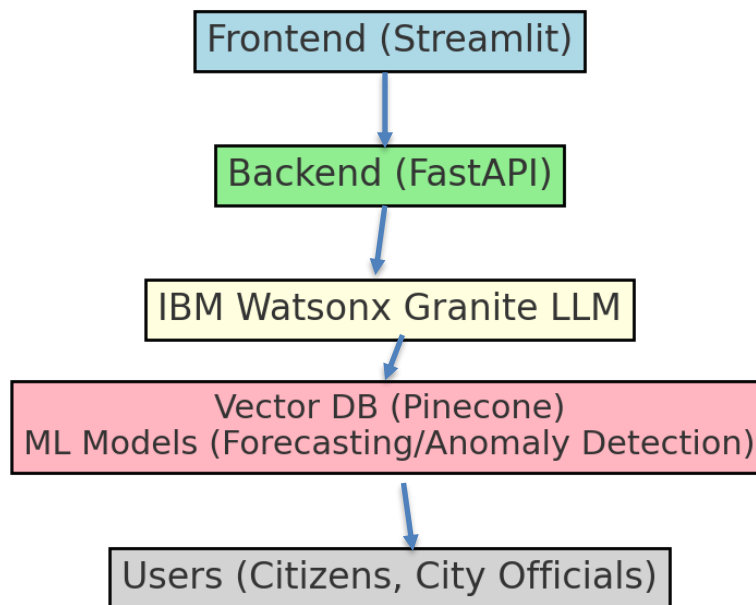 Frontend (Streamlit)
Backend (FastAPI)
IBM Watsonx Granite LLM
Vector DB (Pinecone)
ML Models (Forecasting/Anomaly Detection)
Users (Citizens, City Officials)